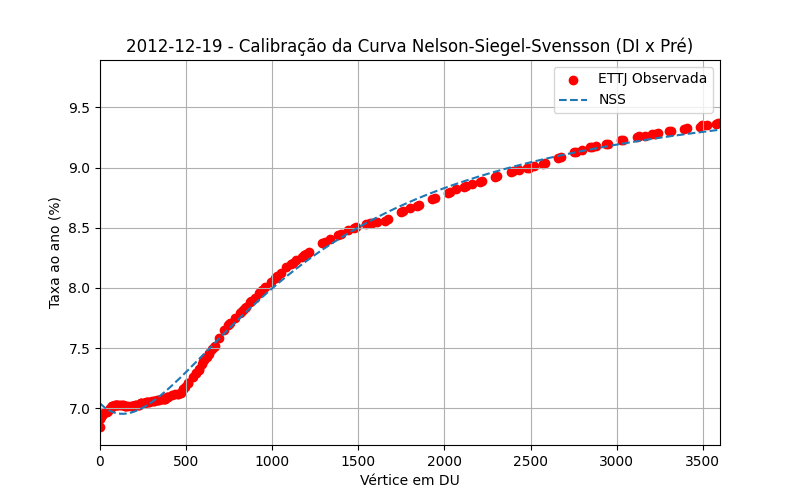 2012-12-19 - Calibração da Curva Nelson-Siegel-Svensson (DI x Pré)
ETTJ Observada
NSS
Taxa ao ano (%)
9.5
9.0
8.5
8.0
7.5
7.0
0 500 1000 1500 2000 2500 3000 3500
Vértice em DU